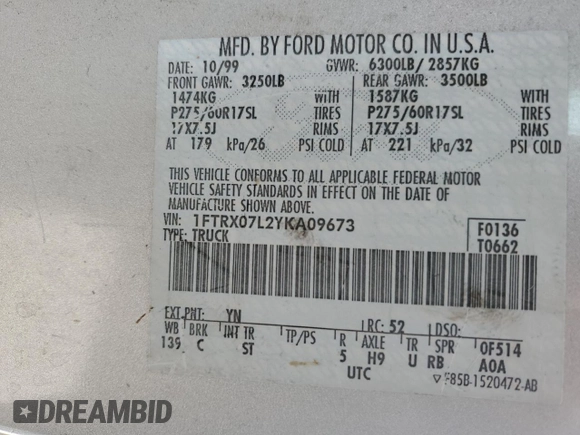 MFD. BY FORD MOTOR CO. IN U.S.A.
DATE: 10/99 GVWR: 6300LB/ 2857KG
FRONT GAWR: 3250LB REAR GAWR: 3500LB
1474KG WITH 1587KG WITH
P275/60R17SL TIRES P275/60R17SL TIRES
17X7.5J RIMS 17X7.5J RIMS
AT 179 kPa/26 PSI COLD AT 221 kPa/32 PSI COLD
THIS VEHICLE CONFORMS TO ALL APPLICABLE FEDERAL MOTOR
VEHICLE SAFETY STANDARDS IN EFFECT ON THE DATE OF
MANUFACTURE SHOWN ABOVE.
VIN: 1FTRX07L2YKA09673 F0136
TYPE: TRUCK T0662
EXT PNT: YN RC: 52 DSO:
WB BRK INT TR TP/PS R AXLE TR SPR 0F514
139 C ST 5 H9 U RB A0A
UTC F85B-1520472-AB
DREAMBID